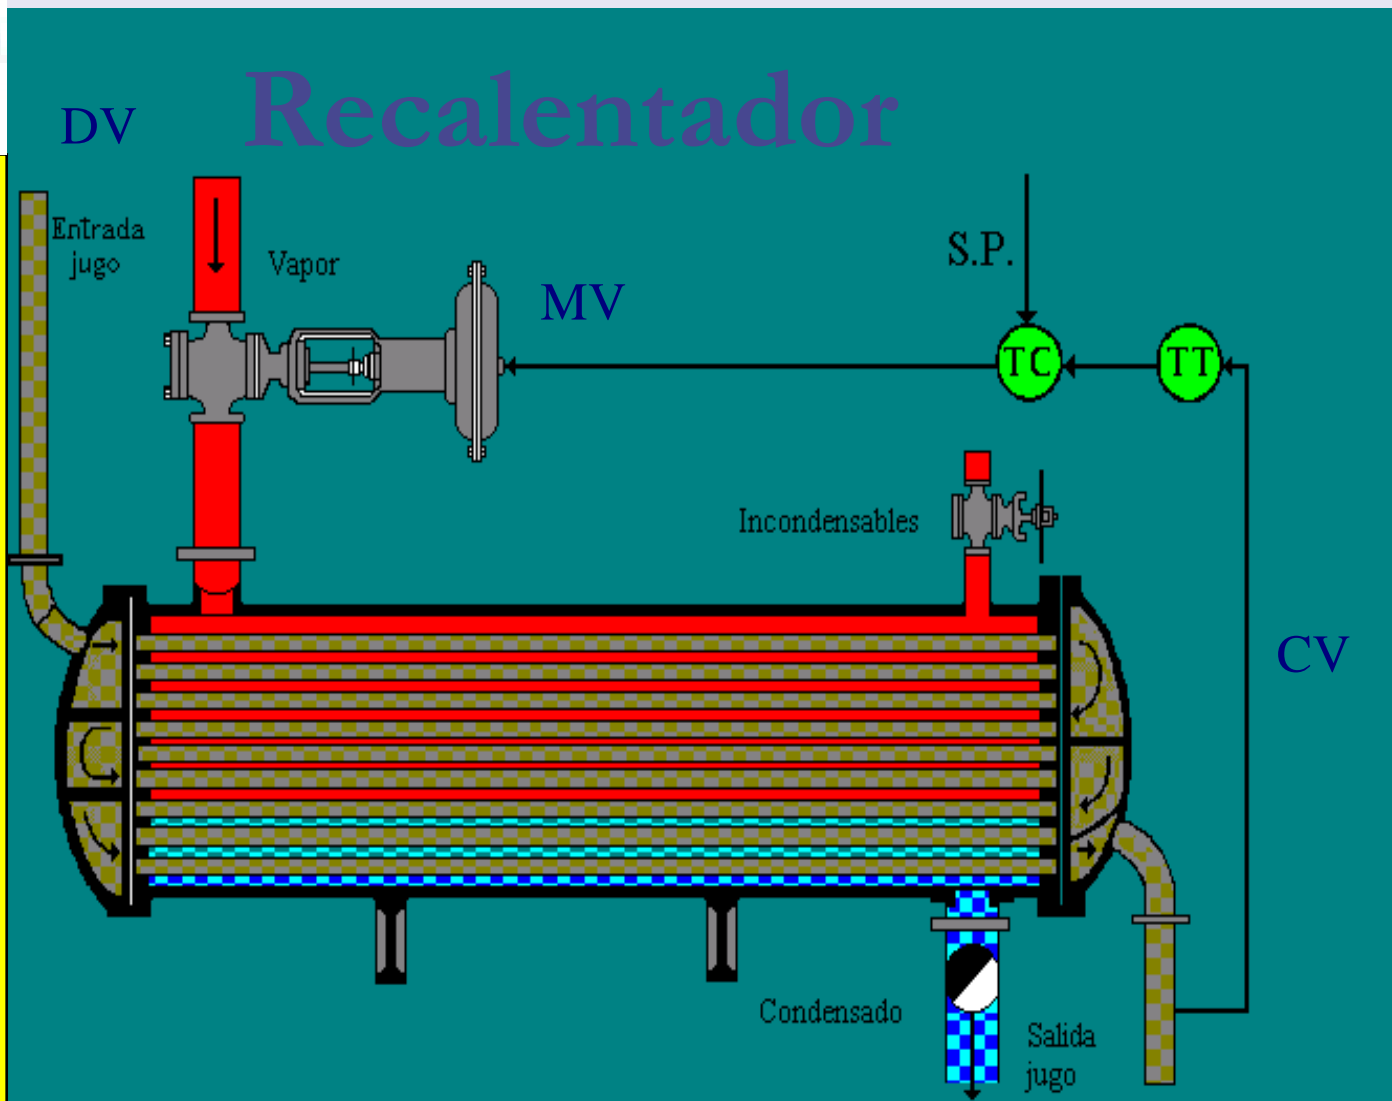 Recalentador
DV
Entrada
jugo
Vapor
S.P.
MV
TC
TT
Incondensables
CV
Condensado
Salida
jugo